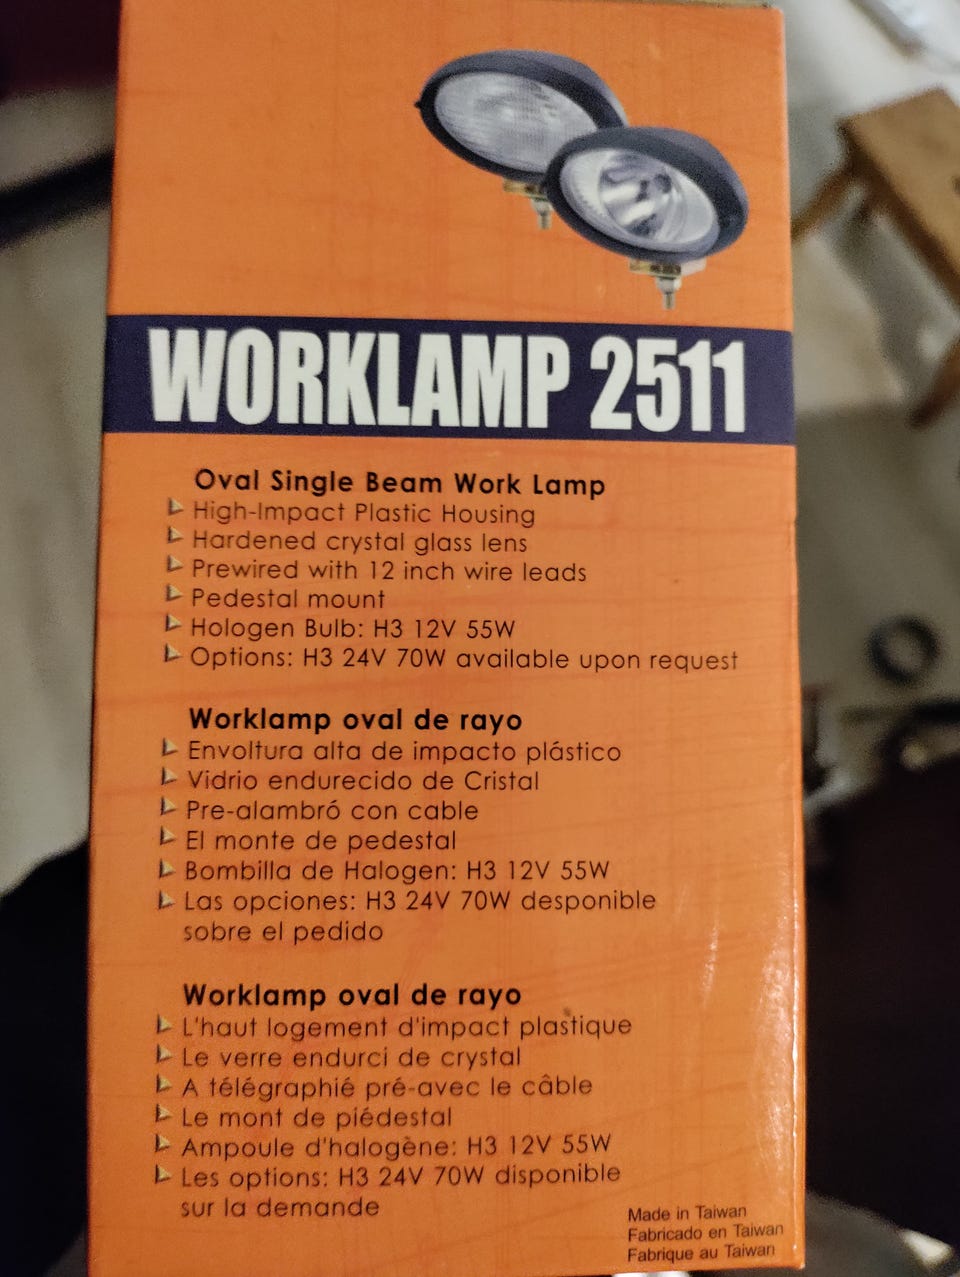 WORKLAMP 2511
Oval Single Beam Work Lamp
High-Impact Plastic Housing
Hardened crystal glass lens
Prewired with 12 inch wire leads
Pedestal mount
Hologen Bulb: H3 12V 55W
Options: H3 24V 70W available upon request
Worklamp oval de rayo
Envoltura alta de impacto plástico
Vidrio endurecido de Cristal
Pre-alambró con cable
El monte de pedestal
Bombilla de Halogen: H3 12V 55W
Las opciones: H3 24V 70W desponible
sobre el pedido
Worklamp oval de rayo
L'haut logement d'impact plastique
Le verre endurci de crystal
A télégraphié pré-avec le câble
Le mont de piédestal
Ampoule d'halogène: H3 12V 55W
Les options: H3 24V 70W disponible
sur la demande
Made in Taiwan
Fabricado en Taiwan
Fabrique au Taiwan